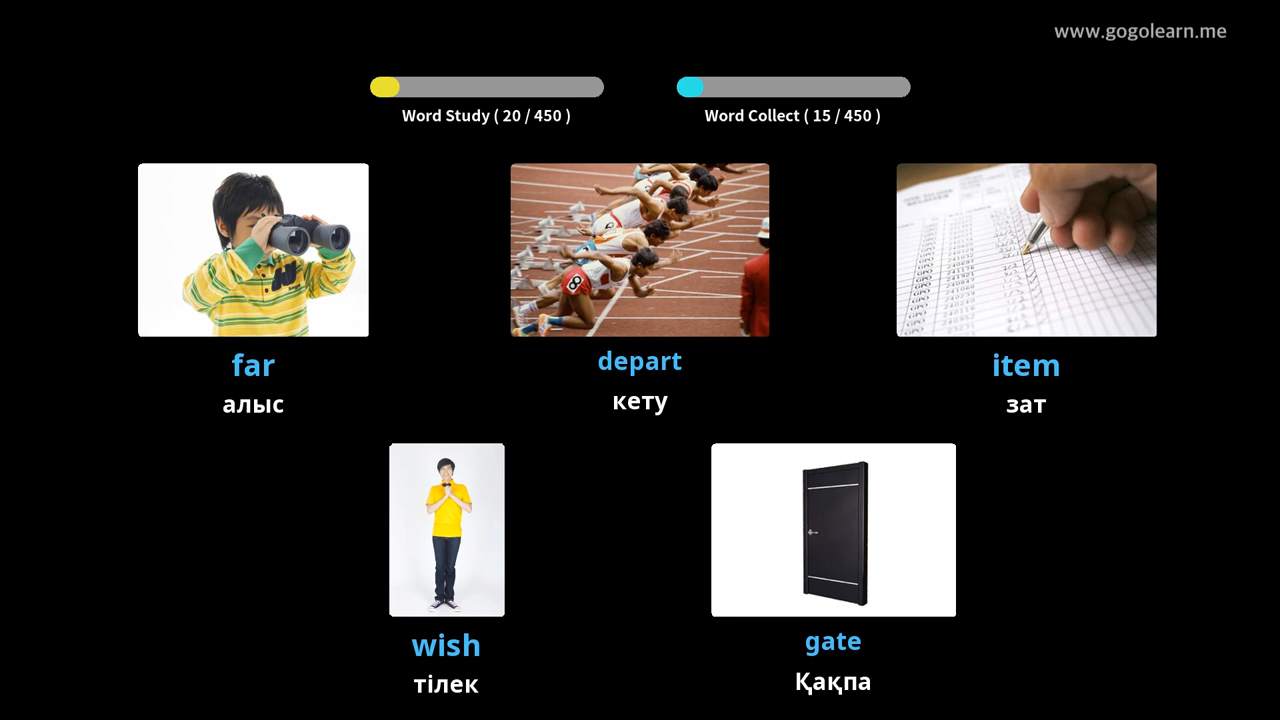 www.gogolearn.me
Word Study ( 20 / 450 )
Word Collect ( 15 / 450 )
far
алыс
depart
кету
item
зат
wish
тілек
gate
Қақпа